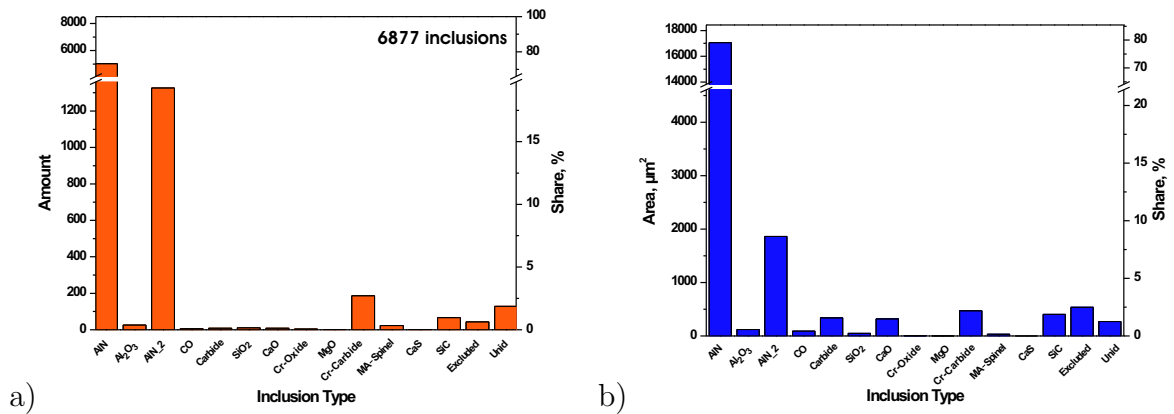 8000
6000
1200
1000
800
600
400
200
0
Amount
6877 inclusions
100
80
60
15
10
5
0
Share, %
AlN
Al2O3
AlN_2
CO
Carbide
SiO2
CaO
Cr-Oxide
MgO
Cr-Carbide
MA-Spinel
CaS
SiC
Excluded
Unid
Inclusion Type
a)
18000
16000
14000
4000
3000
2000
1000
0
Area, µm²
80
70
20
15
10
5
0
Share, %
AlN
Al2O3
AlN_2
CO
Carbide
SiO2
CaO
Cr-Oxide
MgO
Cr-Carbide
MA-Spinel
CaS
SiC
Excluded
Unid
Inclusion Type
b)